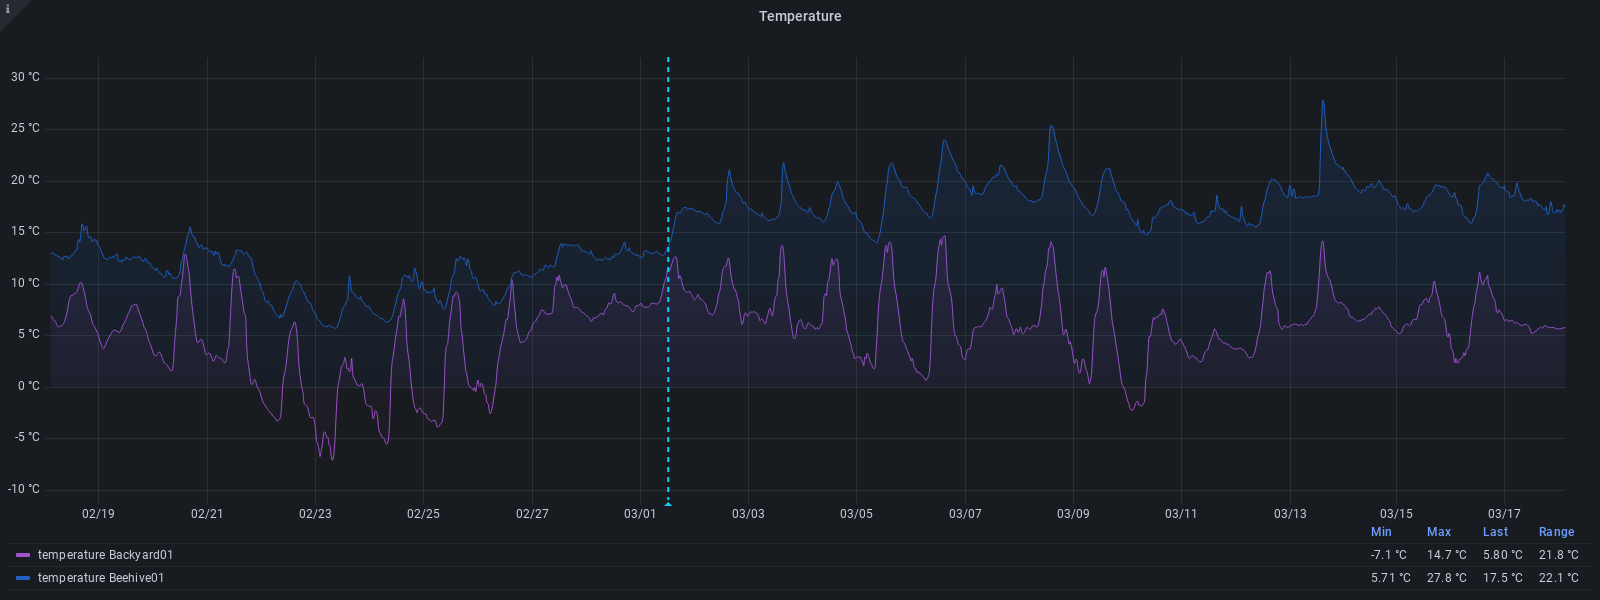 i
Temperature
30 °C
25 °C
20 °C
15 °C
10 °C
5 °C
0 °C
-5 °C
-10 °C
02/19 02/21 02/23 02/25 02/27 03/01 03/03 03/05 03/07 03/09 03/11 03/13 03/15 03/17
Min Max Last Range
temperature Backyard01 -7.1 °C 14.7 °C 5.80 °C 21.8 °C
temperature Beehive01 5.71 °C 27.8 °C 17.5 °C 22.1 °C